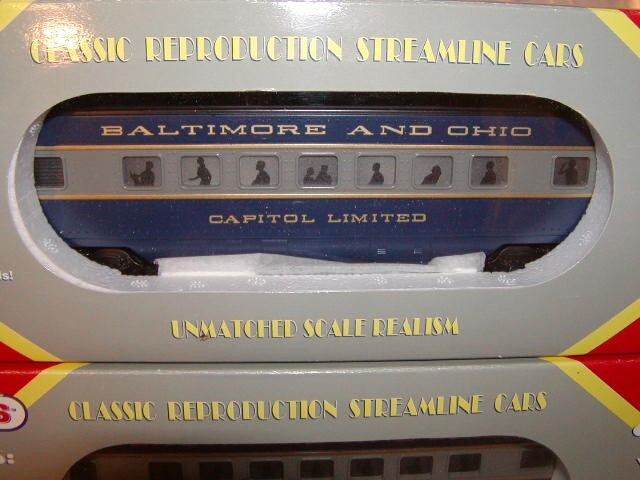 CLASSIC REPRODUCTION STREAMLINE CARS
BALTIMORE AND OHIO
CAPITOL LIMITED
UNMATCHED SCALE REALISM
CLASSIC REPRODUCTION STREAMLINE CARS